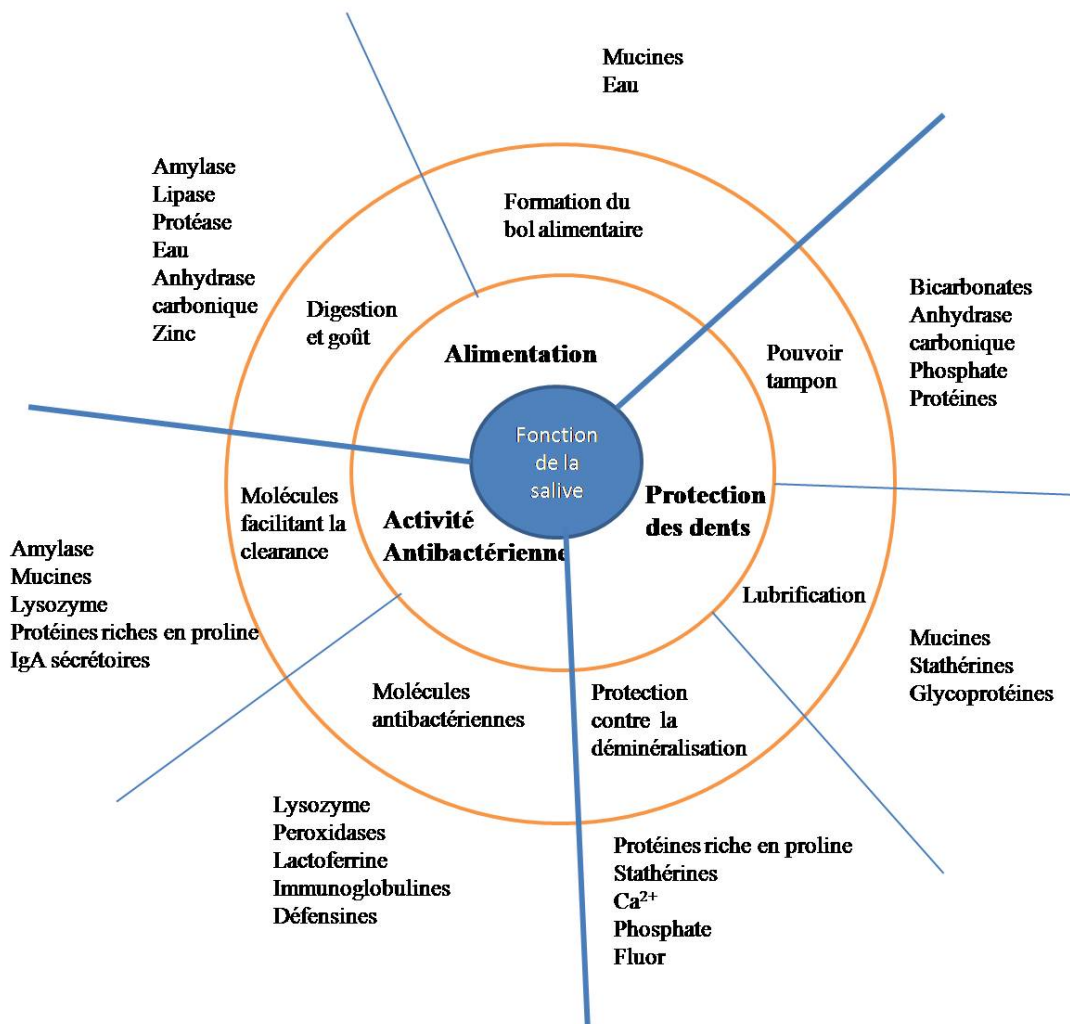 Mucines
Eau
Amylase
Lipase
Protéase
Eau
Anhydrase
carbonique
Zinc
Formation du
bol alimentaire
Digestion
et goût
Alimentation
Pouvoir
tampon
Bicarbonates
Anhydrase
carbonique
Phosphate
Protéines
Fonction
de la
salive
Protection
des dents
Activité
Antibactérienne
Molécules
facilitant la
clearance
Amylase
Mucines
Lysozyme
Protéines riches en proline
IgA sécrétoires
Lubrification
Mucines
Stathérines
Glycoprotéines
Molécules
antibactériennes
Protection
contre la
déminéralisation
Lysozyme
Peroxidases
Lactoferrine
Immunoglobulines
Défensines
Protéines riche en proline
Stathérines
Ca²⁺
Phosphate
Fluor